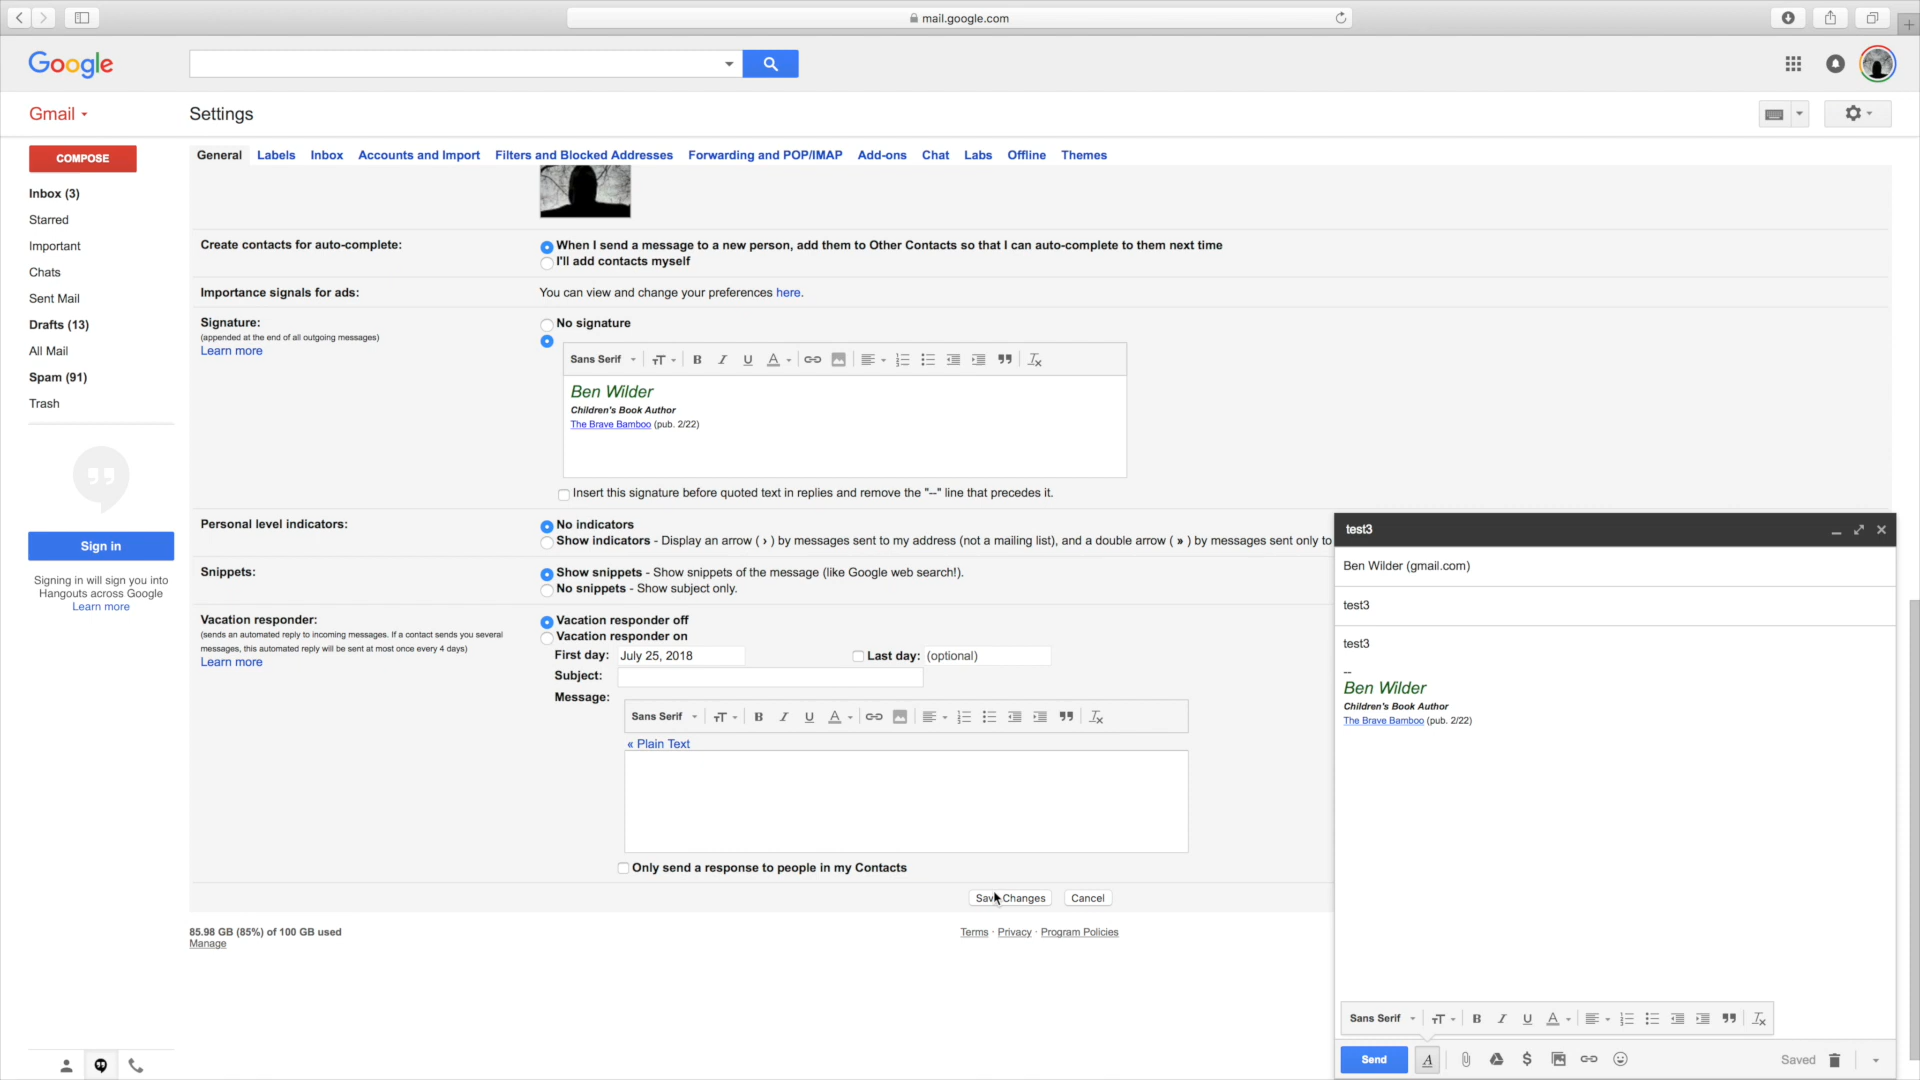 mail.google.com
Google
Gmail
Settings
COMPOSE
General Labels Inbox Accounts and Import Filters and Blocked Addresses Forwarding and POP/IMAP Add-ons Chat Labs Offline Themes
Inbox (3)
Starred
Important
Chats
Sent Mail
Drafts (13)
All Mail
Spam (91)
Trash
Sign in
Signing in will sign you into
Hangouts across Google
Learn more
Create contacts for auto-complete:
When I send a message to a new person, add them to Other Contacts so that I can auto-complete to them next time
I'll add contacts myself
Importance signals for ads:
You can view and change your preferences here.
Signature:
(appended at the end of all outgoing messages)
Learn more
No signature
Sans Serif
Ben Wilder
Children's Book Author
The Brave Bamboo (pub. 2/22)
Insert this signature before quoted text in replies and remove the "--" line that precedes it.
Personal level indicators:
No indicators
Show indicators - Display an arrow ( › ) by messages sent to my address (not a mailing list), and a double arrow ( » ) by messages sent only to
Snippets:
Show snippets - Show snippets of the message (like Google web search!).
No snippets - Show subject only.
Vacation responder:
(sends an automated reply to incoming messages. If a contact sends you several
messages, this automated reply will be sent at most once every 4 days)
Learn more
Vacation responder off
Vacation responder on
First day: July 25, 2018 Last day: (optional)
Subject:
Message:
Sans Serif
« Plain Text
Only send a response to people in my Contacts
Save Changes Cancel
85.98 GB (85%) of 100 GB used
Manage
Terms · Privacy · Program Policies
test3
Ben Wilder (gmail.com)
test3
test3
--
Ben Wilder
Children's Book Author
The Brave Bamboo (pub. 2/22)
Sans Serif
Send
Saved